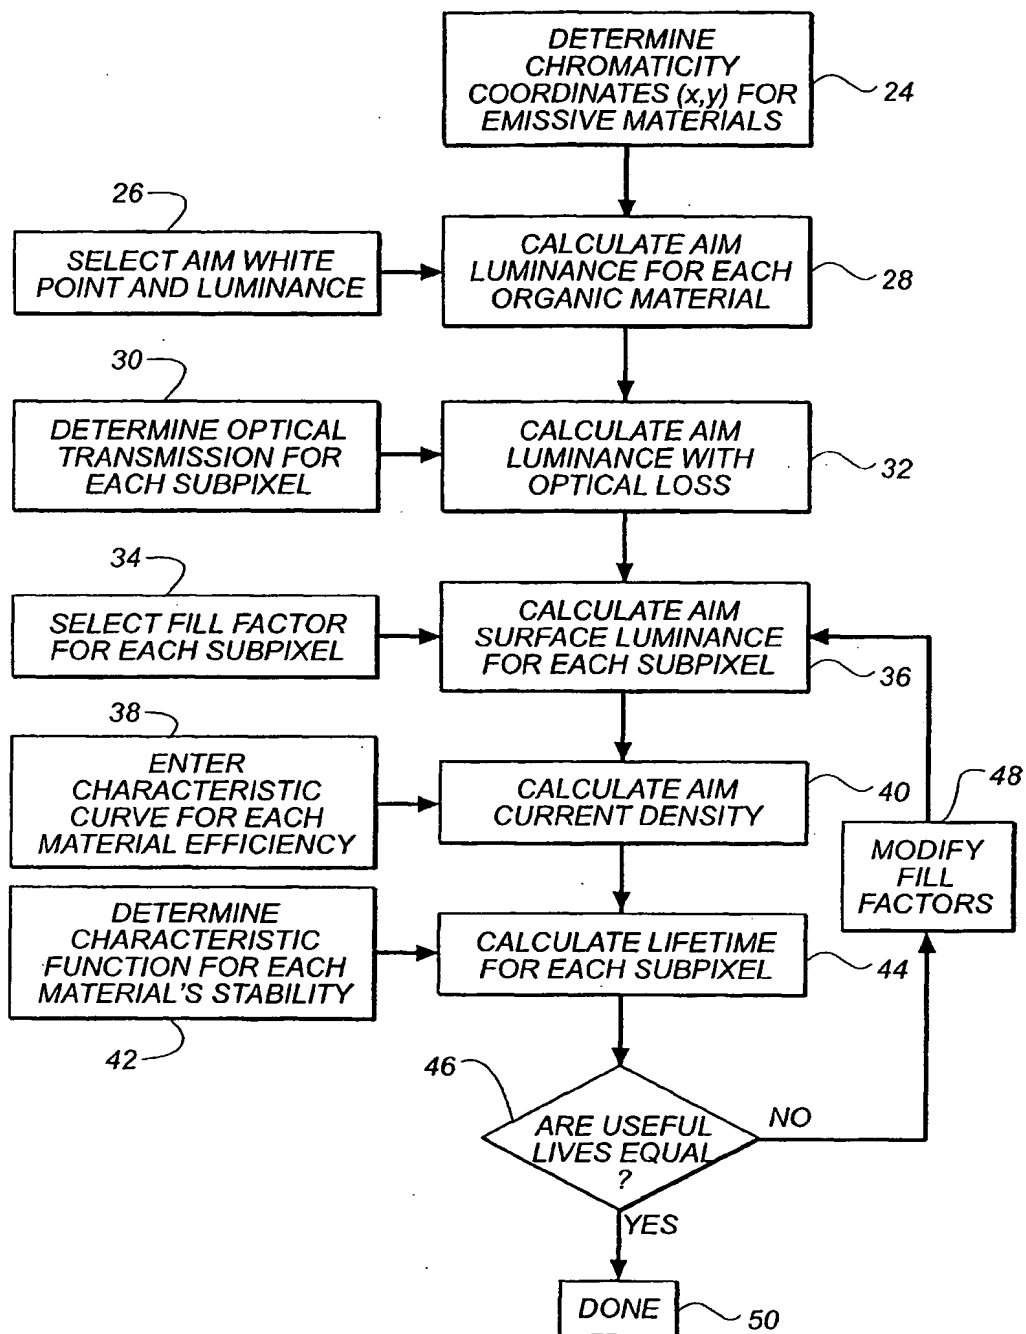 DETERMINE
CHROMATICITY
COORDINATES (x,y) FOR
EMISSIVE MATERIALS
24
26
SELECT AIM WHITE
POINT AND LUMINANCE
CALCULATE AIM
LUMINANCE FOR EACH
ORGANIC MATERIAL
28
30
DETERMINE OPTICAL
TRANSMISSION FOR
EACH SUBPIXEL
CALCULATE AIM
LUMINANCE WITH
OPTICAL LOSS
32
34
SELECT FILL FACTOR
FOR EACH SUBPIXEL
CALCULATE AIM
SURFACE LUMINANCE
FOR EACH SUBPIXEL
36
38
ENTER
CHARACTERISTIC
CURVE FOR EACH
MATERIAL EFFICIENCY
CALCULATE AIM
CURRENT DENSITY
40
48
MODIFY
FILL
FACTORS
DETERMINE
CHARACTERISTIC
FUNCTION FOR EACH
MATERIAL'S STABILITY
42
CALCULATE LIFETIME
FOR EACH SUBPIXEL
44
46
ARE USEFUL
LIVES EQUAL
?
NO
YES
DONE
50